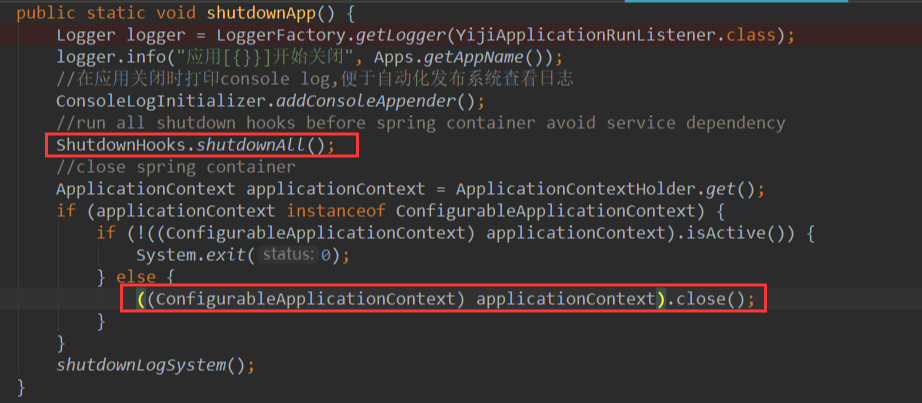 public static void shutdownApp() {
    Logger logger = LoggerFactory.getLogger(YijiApplicationRunListener.class);
    logger.info("应用[{}}]开始关闭", Apps.getAppName());
    //在应用关闭时打印console log,便于自动化发布系统查看日志
    ConsoleLogInitializer.addConsoleAppender();
    //run all shutdown hooks before spring container avoid service dependency
    ShutdownHooks.shutdownAll();
    //close spring container
    ApplicationContext applicationContext = ApplicationContextHolder.get();
    if (applicationContext instanceof ConfigurableApplicationContext) {
        if (!((ConfigurableApplicationContext) applicationContext).isActive()) {
            System.exit( status: 0);
        } else {
            ((ConfigurableApplicationContext) applicationContext).close();
        }
    }
    shutdownLogSystem();
}